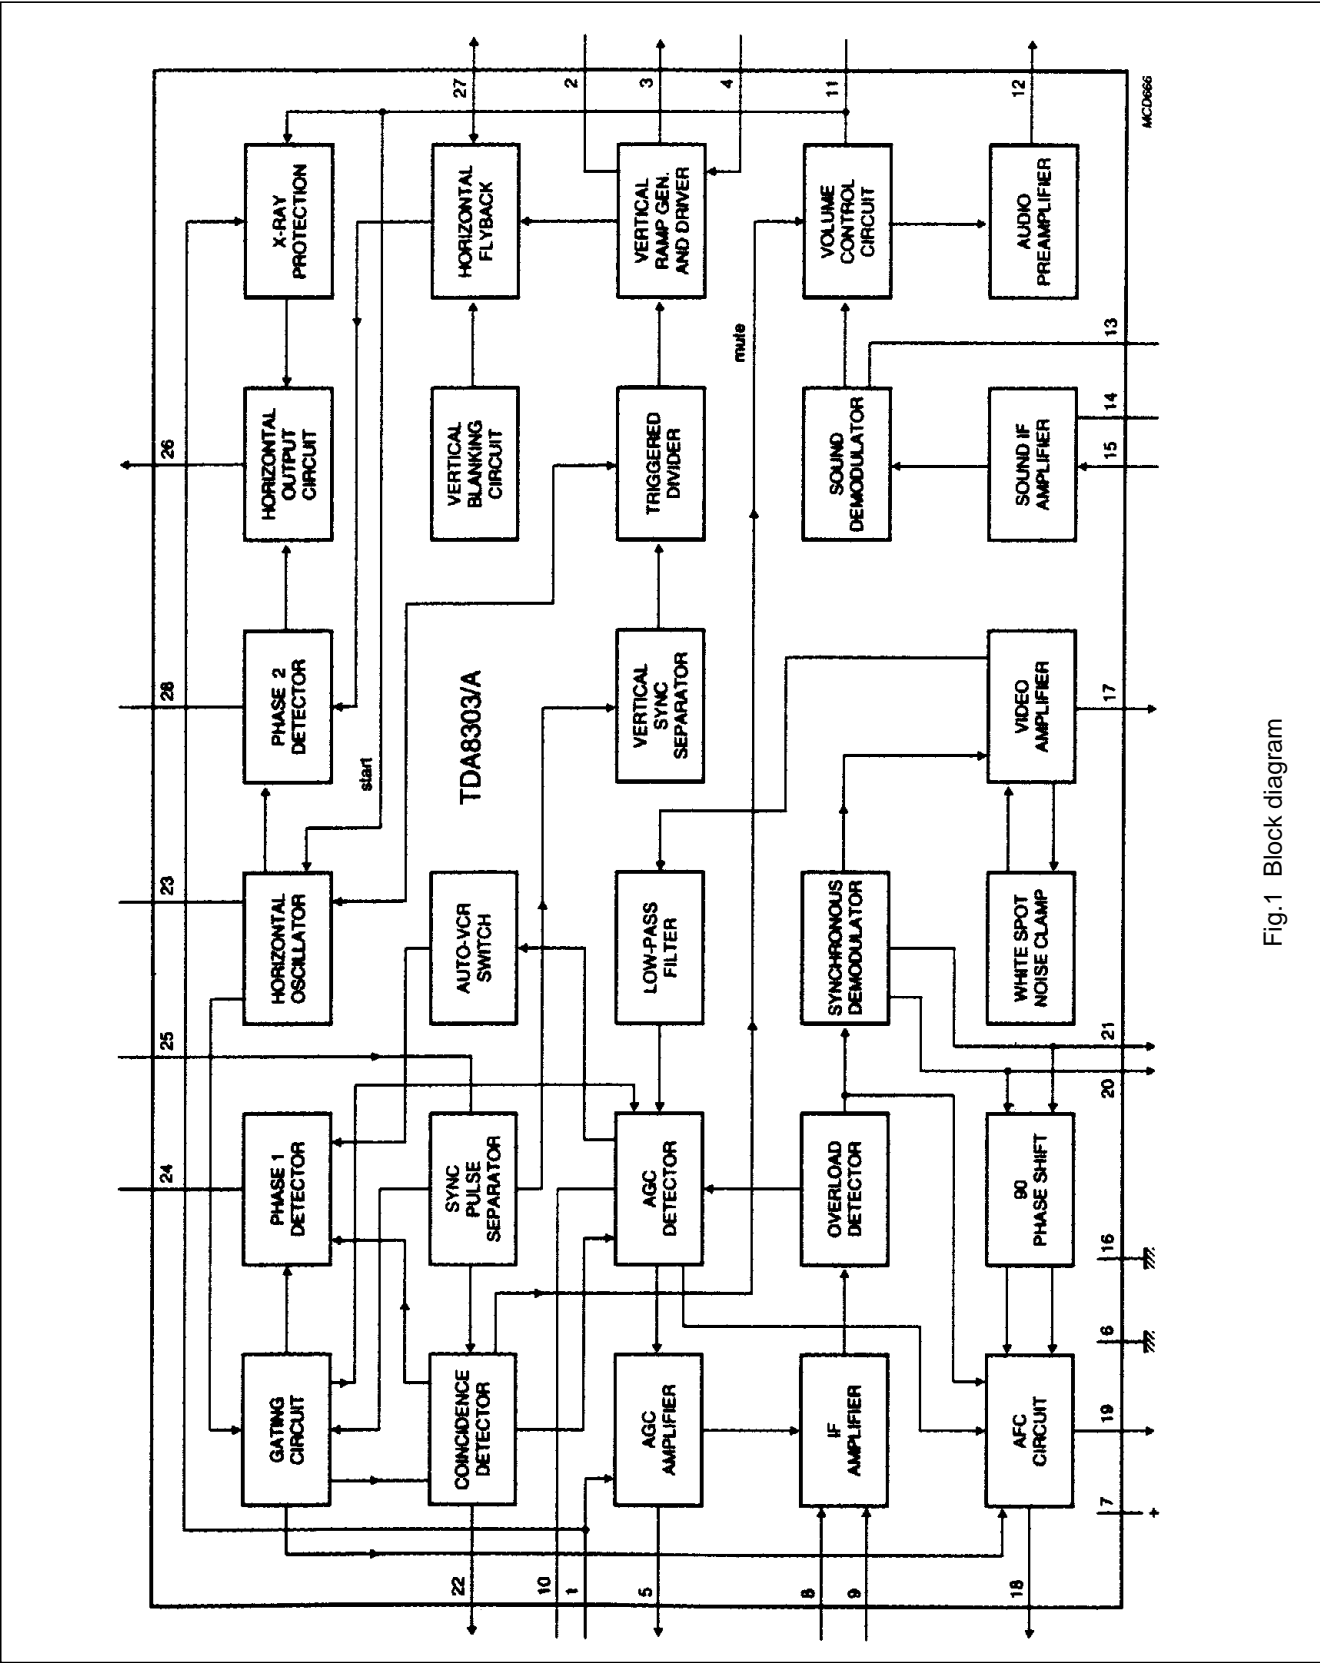 24
25
23
28
26
GATING
CIRCUIT
PHASE 1
DETECTOR
HORIZONTAL
OSCILLATOR
PHASE 2
DETECTOR
HORIZONTAL
OUTPUT
CIRCUIT
X-RAY
PROTECTION
start
22
COINCIDENCE
DETECTOR
SYNC
PULSE
SEPARATOR
AUTO-VCR
SWITCH
TDA8303/A
VERTICAL
BLANKING
CIRCUIT
HORIZONTAL
FLYBACK
27
10
1
5
AGC
AMPLIFIER
AGC
DETECTOR
LOW-PASS
FILTER
VERTICAL
SYNC
SEPARATOR
TRIGGERED
DIVIDER
VERTICAL
RAMP GEN.
AND DRIVER
2
3
4
mute
8
9
IF
AMPLIFIER
OVERLOAD
DETECTOR
SYNCHRONOUS
DEMODULATOR
SOUND
DEMODULATOR
VOLUME
CONTROL
CIRCUIT
11
18
AFC
CIRCUIT
90
PHASE SHIFT
WHITE SPOT
NOISE CLAMP
VIDEO
AMPLIFIER
SOUND IF
AMPLIFIER
AUDIO
PREAMPLIFIER
12
7
+
19
6
16
20
21
17
15
14
13
MCD666
Fig.1 Block diagram